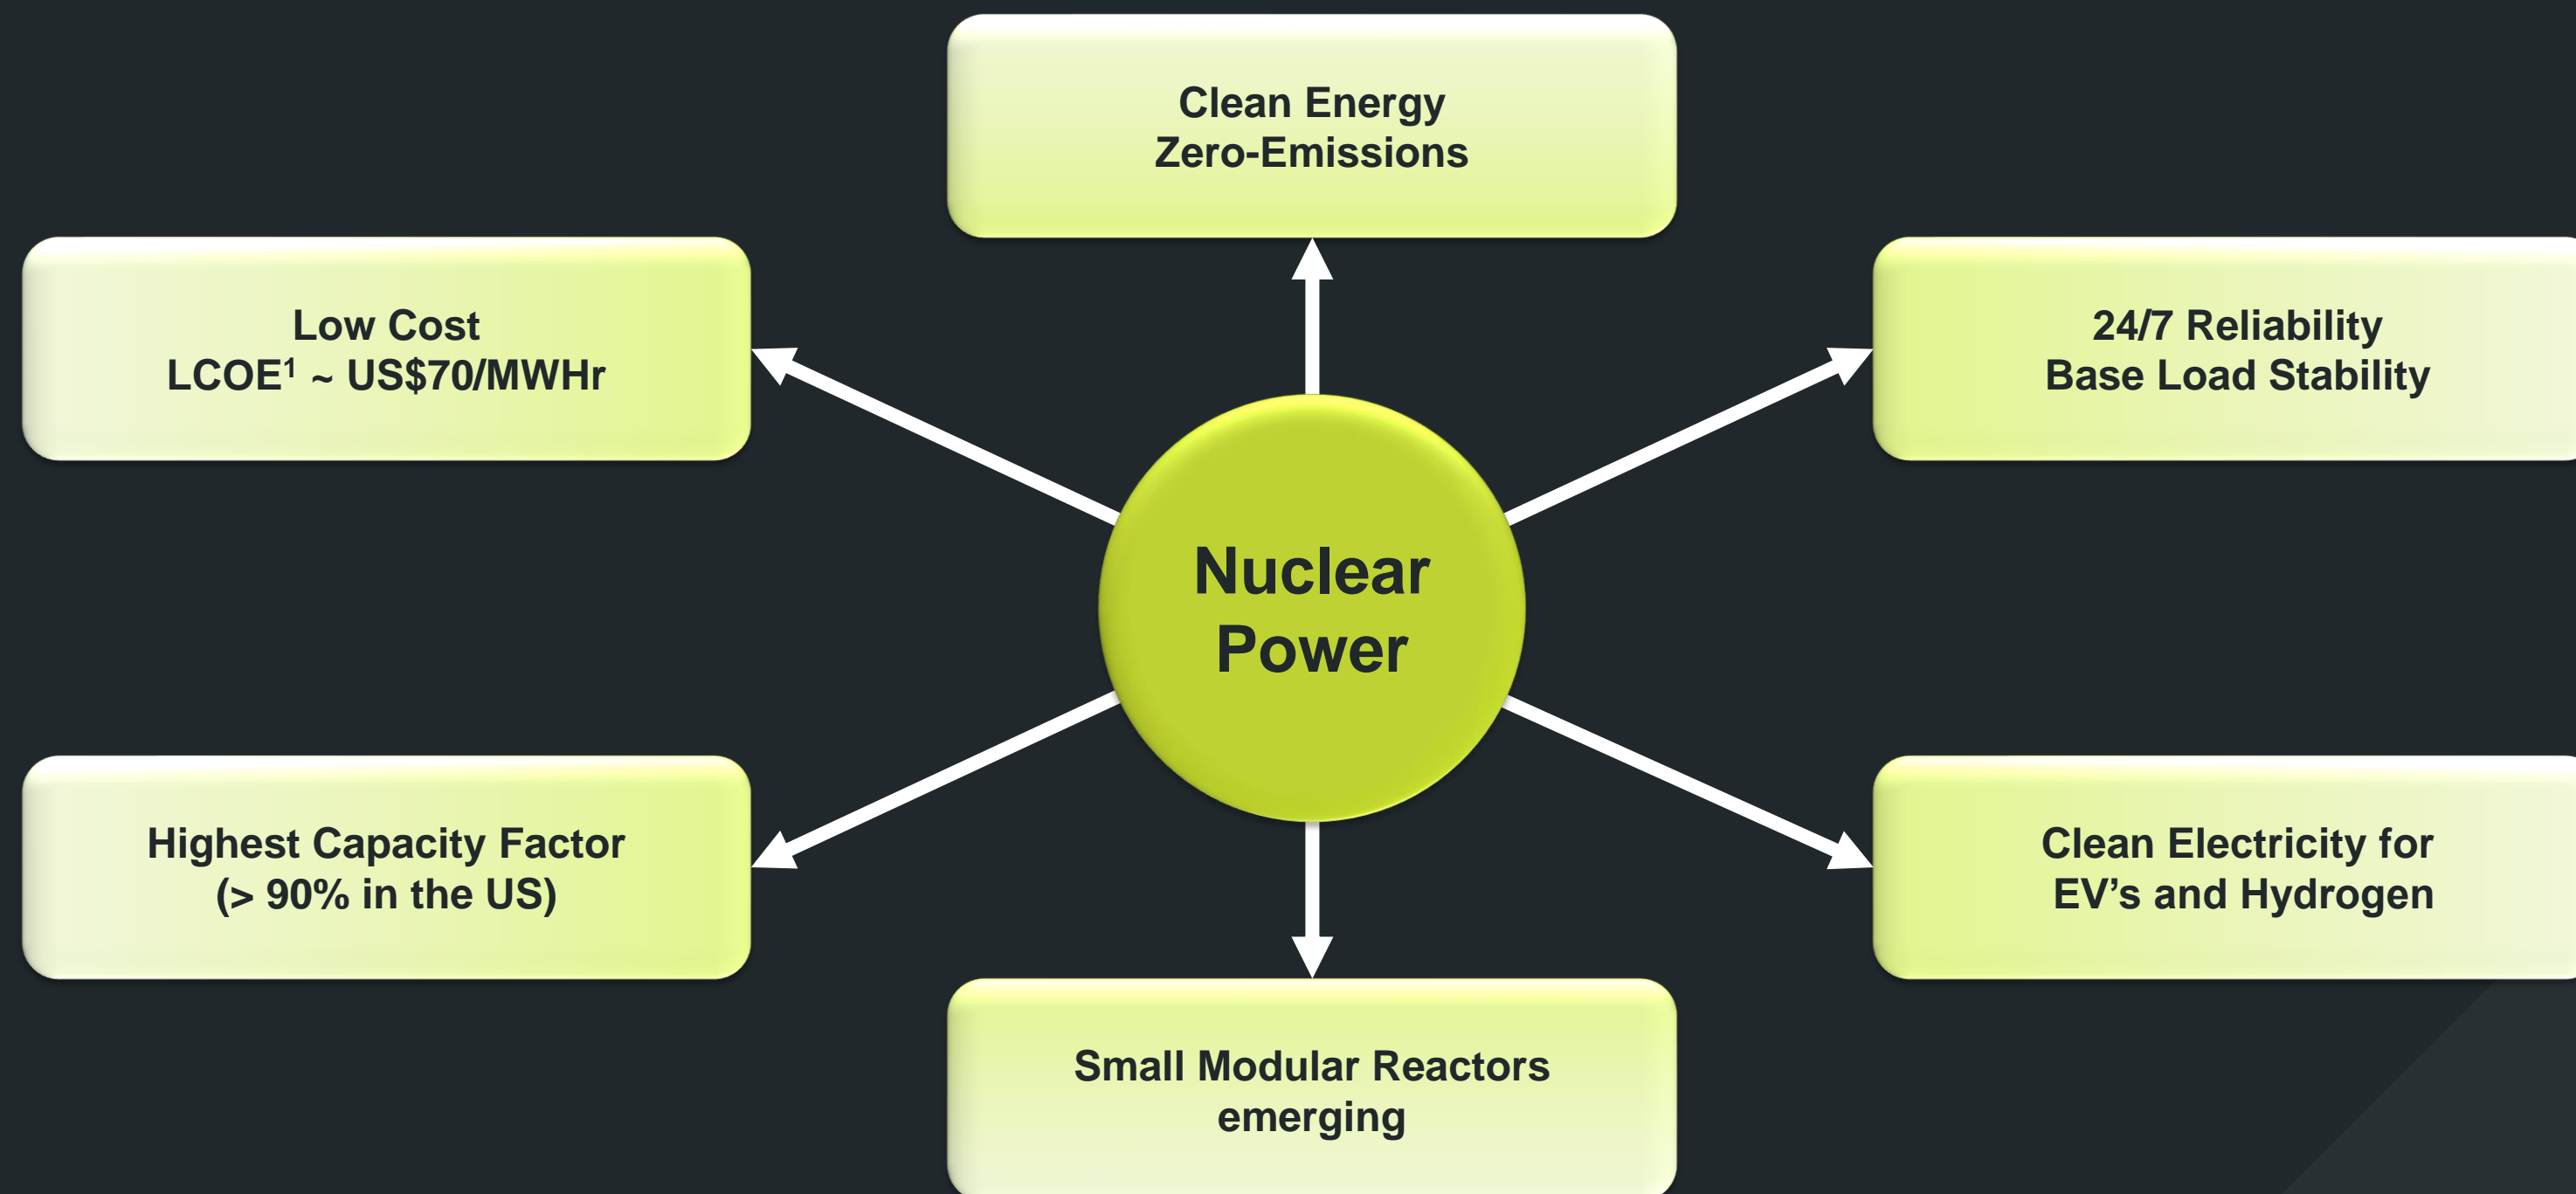 Clean Energy
Zero-Emissions
Low Cost
LCOE¹ ~ US$70/MWHr
24/7 Reliability
Base Load Stability
Nuclear
Power
Highest Capacity Factor
(> 90% in the US)
Clean Electricity for
EV’s and Hydrogen
Small Modular Reactors
emerging